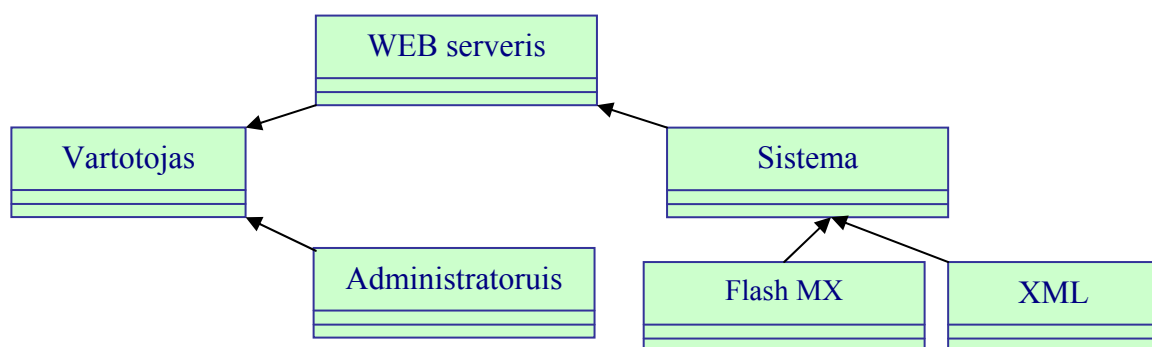 WEB serveris
Vartotojas
Sistema
Administratoruis
Flash MX
XML